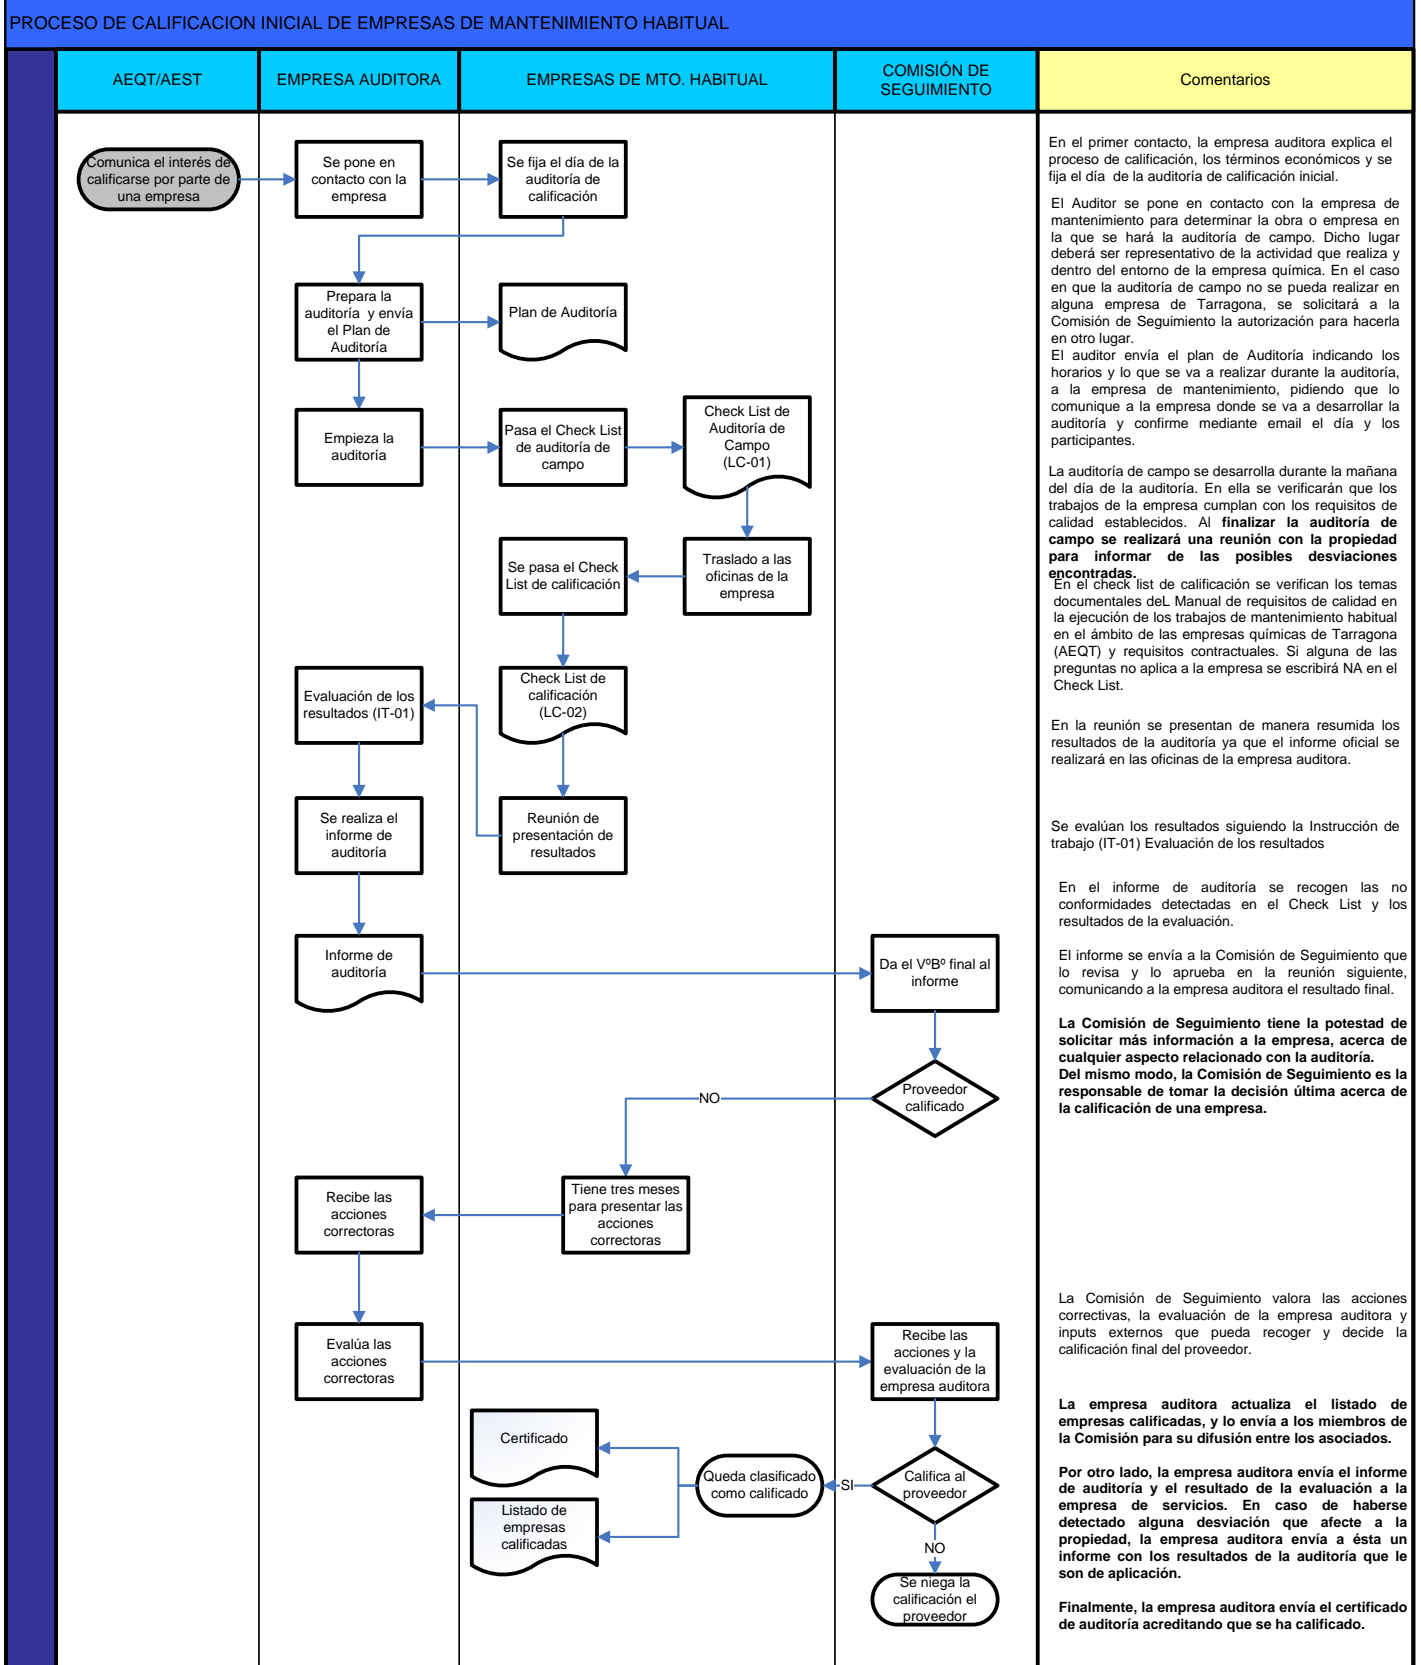 PROCESO DE CALIFICACION INICIAL DE EMPRESAS DE MANTENIMIENTO HABITUAL
AEQT/AEST
EMPRESA AUDITORA
EMPRESAS DE MTO. HABITUAL
COMISIÓN DE
SEGUIMIENTO
Comentarios
Comunica el interés de
calificarse por parte de
una empresa
Se pone en
contacto con la
empresa
Se fija el día de la
auditoría de
calificación
Prepara la
auditoría y envía
el Plan de
Auditoría
Plan de Auditoría
Empieza la
auditoría
Pasa el Check List
de auditoría de
campo
Check List de
Auditoría de
Campo
(LC-01)
Se pasa el Check
List de calificación
Traslado a las
oficinas de la
empresa
Evaluación de los
resultados (IT-01)
Check List de
calificación
(LC-02)
Se realiza el
informe de
auditoría
Reunión de
presentación de
resultados
Informe de
auditoría
Da el VºBº final al
informe
Proveedor
calificado
NO
Recibe las
acciones
correctoras
Tiene tres meses
para presentar las
acciones
correctoras
Evalúa las
acciones
correctoras
Recibe las
acciones y la
evaluación de la
empresa auditora
Certificado
Listado de
empresas
calificadas
Queda clasificado
como calificado
SI
Califica al
proveedor
NO
Se niega la
calificación el
proveedor
En el primer contacto, la empresa auditora explica el
proceso de calificación, los términos económicos y se
fija el día de la auditoría de calificación inicial.
El Auditor se pone en contacto con la empresa de
mantenimiento para determinar la obra o empresa en
la que se hará la auditoría de campo. Dicho lugar
deberá ser representativo de la actividad que realiza y
dentro del entorno de la empresa química. En el caso
en que la auditoría de campo no se pueda realizar en
alguna empresa de Tarragona, se solicitará a la
Comisión de Seguimiento la autorización para hacerla
en otro lugar.
El auditor envía el plan de Auditoría indicando los
horarios y lo que se va a realizar durante la auditoría,
a la empresa de mantenimiento, pidiendo que lo
comunique a la empresa donde se va a desarrollar la
auditoría y confirme mediante email el día y los
participantes.
La auditoría de campo se desarrolla durante la mañana
del día de la auditoría. En ella se verificarán que los
trabajos de la empresa cumplan con los requisitos de
calidad establecidos. Al finalizar la auditoría de
campo se realizará una reunión con la propiedad
para informar de las posibles desviaciones
encontradas.
En el check list de calificación se verifican los temas
documentales deL Manual de requisitos de calidad en
la ejecución de los trabajos de mantenimiento habitual
en el ámbito de las empresas químicas de Tarragona
(AEQT) y requisitos contractuales. Si alguna de las
preguntas no aplica a la empresa se escribirá NA en el
Check List.
En la reunión se presentan de manera resumida los
resultados de la auditoría ya que el informe oficial se
realizará en las oficinas de la empresa auditora.
Se evalúan los resultados siguiendo la Instrucción de
trabajo (IT-01) Evaluación de los resultados
En el informe de auditoría se recogen las no
conformidades detectadas en el Check List y los
resultados de la evaluación.
El informe se envía a la Comisión de Seguimiento que
lo revisa y lo aprueba en la reunión siguiente,
comunicando a la empresa auditora el resultado final.
La Comisión de Seguimiento tiene la potestad de
solicitar más información a la empresa, acerca de
cualquier aspecto relacionado con la auditoría.
Del mismo modo, la Comisión de Seguimiento es la
responsable de tomar la decisión última acerca de
la calificación de una empresa.
La Comisión de Seguimiento valora las acciones
correctivas, la evaluación de la empresa auditora y
inputs externos que pueda recoger y decide la
calificación final del proveedor.
La empresa auditora actualiza el listado de
empresas calificadas, y lo envía a los miembros de
la Comisión para su difusión entre los asociados.
Por otro lado, la empresa auditora envía el informe
de auditoría y el resultado de la evaluación a la
empresa de servicios. En caso de haberse
detectado alguna desviación que afecte a la
propiedad, la empresa auditora envía a ésta un
informe con los resultados de la auditoría que le
son de aplicación.
Finalmente, la empresa auditora envía el certificado
de auditoría acreditando que se ha calificado.